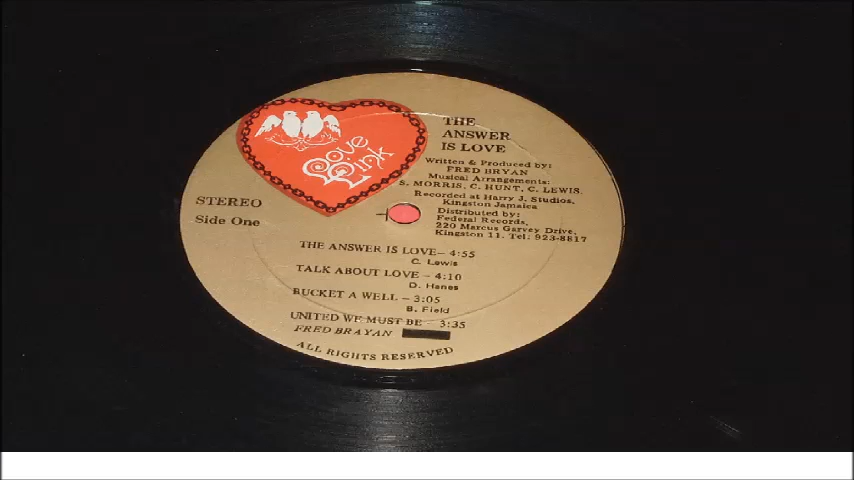 Love
Link
THE
ANSWER
IS LOVE
Written & Produced by:
FRED BRYAN
Musical Arrangements:
S. MORRIS, C. HUNT, C. LEWIS.
Recorded at Harry J. Studios,
Kingston Jamaica
Distributed by:
Federal Records,
220 Marcus Garvey Drive,
Kingston 11. Tel: 923-8817
STEREO
Side One
THE ANSWER IS LOVE– 4:55
C. Lewis
TALK ABOUT LOVE – 4:10
D. Hanes
BUCKET A WELL – 3:05
B. Field
UNITED WE MUST BE – 3:35
FRED BRAYAN
ALL RIGHTS RESERVED